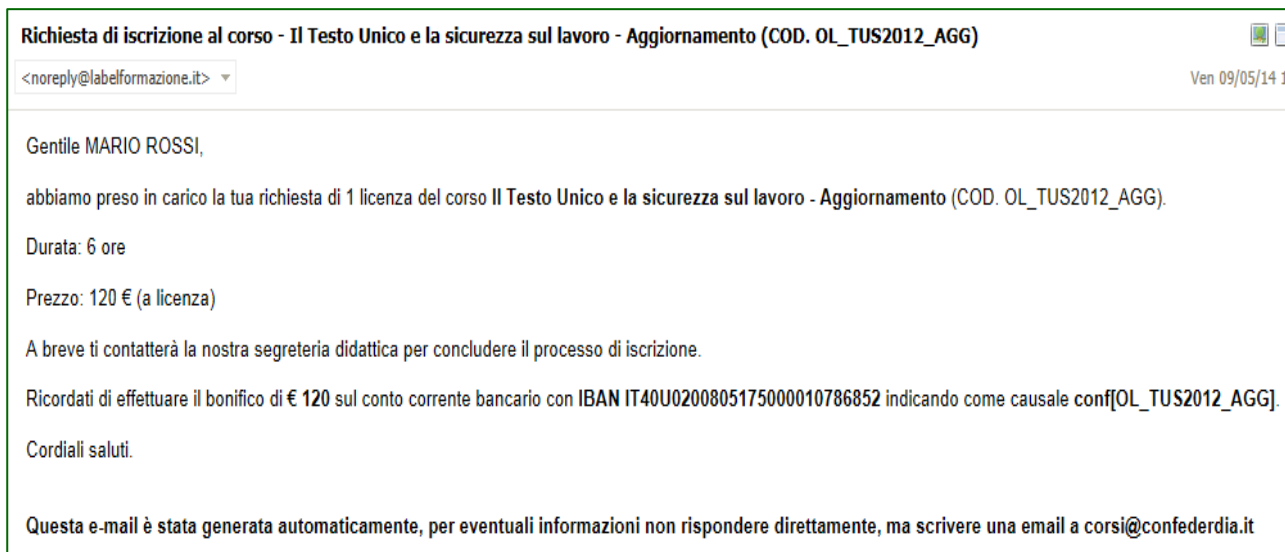 Richiesta di iscrizione al corso - Il Testo Unico e la sicurezza sul lavoro - Aggiornamento (COD. OL_TUS2012_AGG)
<noreply@labelformazione.it>
Ven 09/05/14
Gentile MARIO ROSSI,
abbiamo preso in carico la tua richiesta di 1 licenza del corso Il Testo Unico e la sicurezza sul lavoro - Aggiornamento (COD. OL_TUS2012_AGG).
Durata: 6 ore
Prezzo: 120 € (a licenza)
A breve ti contatterà la nostra segreteria didattica per concludere il processo di iscrizione.
Ricordati di effettuare il bonifico di € 120 sul conto corrente bancario con IBAN IT40U0200805175000010786852 indicando come causale conf[OL_TUS2012_AGG].
Cordiali saluti.
Questa e-mail è stata generata automaticamente, per eventuali informazioni non rispondere direttamente, ma scrivere una email a corsi@confederdia.it